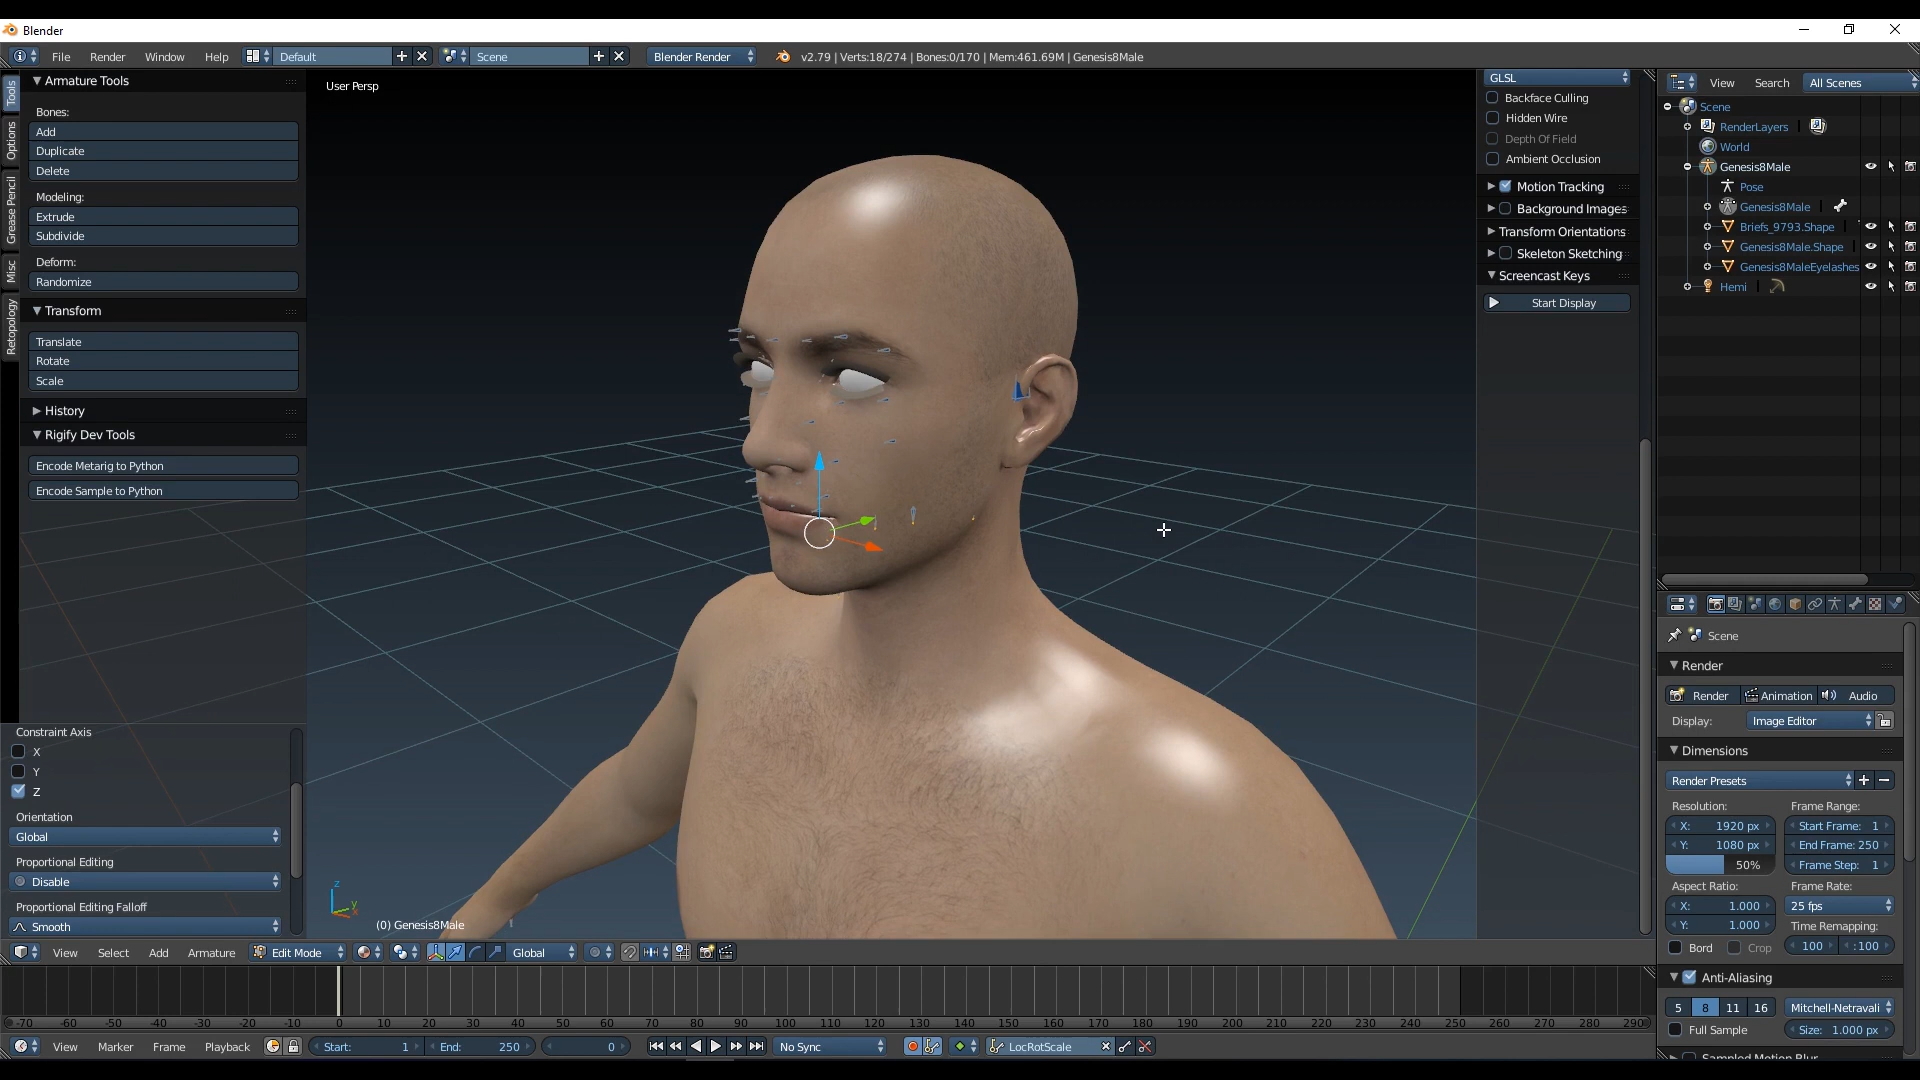 Blender
File Render Window Help Default Scene Blender Render v2.79 | Verts:18/274 | Bones:0/170 | Mem:461.69M | Genesis8Male
Tools
Options
Grease Pencil
Misc
Retopology
Armature Tools
Bones:
Add
Duplicate
Delete
Modeling:
Extrude
Subdivide
Deform:
Randomize
Transform
Translate
Rotate
Scale
History
Rigify Dev Tools
Encode Metarig to Python
Encode Sample to Python
Constraint Axis
X
Y
Z
Orientation
Global
Proportional Editing
Disable
Proportional Editing Falloff
Smooth
User Persp
z
y
(0) Genesis8Male
GLSL
Backface Culling
Hidden Wire
Depth Of Field
Ambient Occlusion
Motion Tracking
Background Images
Transform Orientations
Skeleton Sketching
Screencast Keys
Start Display
View Search All Scenes
Scene
RenderLayers
World
Genesis8Male
Pose
Genesis8Male
Briefs_9793.Shape
Genesis8Male.Shape
Genesis8MaleEyelashes
Hemi
Scene
Render
Render Animation Audio
Display: Image Editor
Dimensions
Render Presets
Resolution: Frame Range:
X: 1920 px Start Frame: 1
Y: 1080 px End Frame: 250
50% Frame Step: 1
Aspect Ratio: Frame Rate:
X: 1.000 25 fps
Y: 1.000 Time Remapping:
Bord Crop 100 :100
Anti-Aliasing
5 8 11 16 Mitchell-Netravali
Full Sample Size: 1.000 px
Sampled Motion Blur
View Select Add Armature Edit Mode Global
-70 -60 -50 -40 -30 -20 -10 0 10 20 30 40 50 60 70 80 90 100 110 120 130 140 150 160 170 180 190 200 210 220 230 240 250 260 270 280 290
View Marker Frame Playback Start: 1 End: 250 0 No Sync LocRotScale